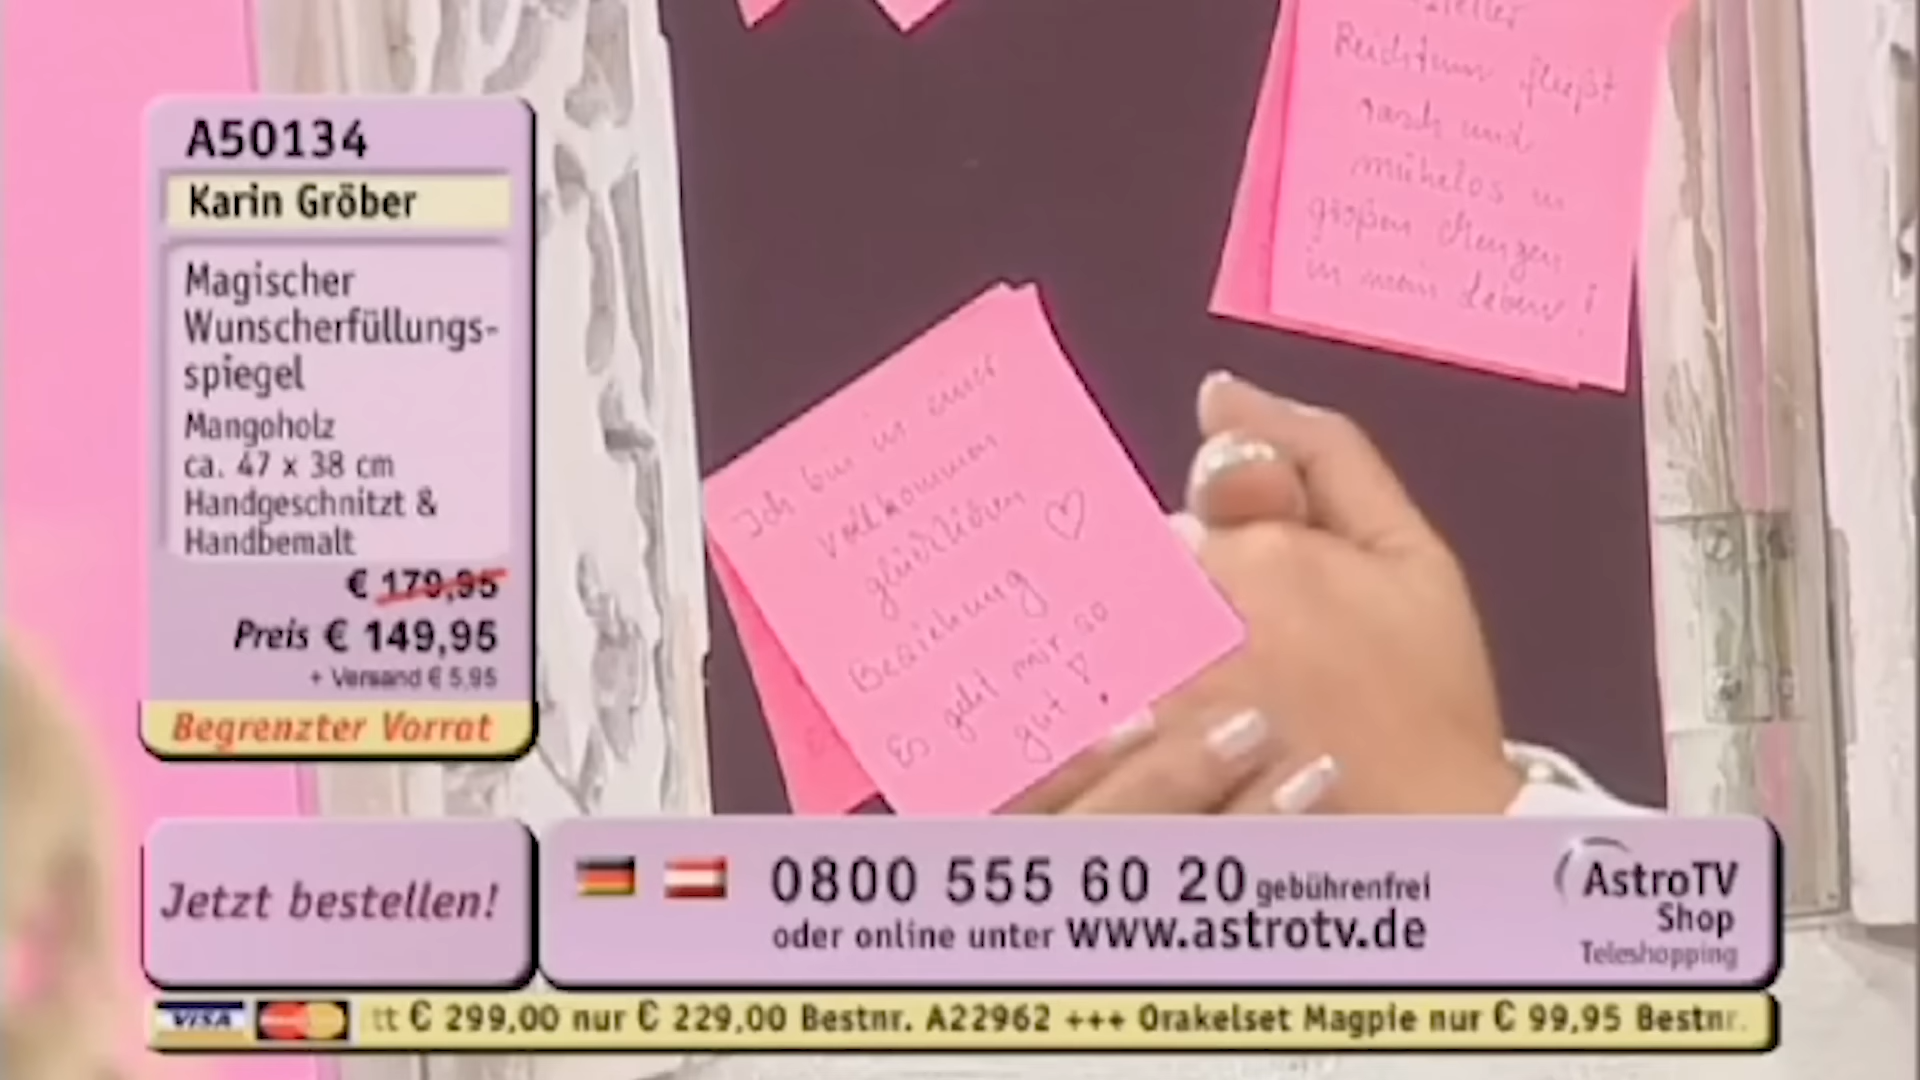 A50134
Karin Gröber
Magischer
Wunscherfüllungs-
spiegel
Mangoholz
ca. 47 x 38 cm
Handgeschnitzt &
Handbemalt
€ 179,95
Preis € 149,95
+ Versand € 5,95
Begrenzter Vorrat
Reichtum fließt
rasch und
mühelos in
großen Mengen
in mein Leben!
Ich bin in einer
vollkommen
glücklichen
Beziehung
Es geht mir so
gut!
Jetzt bestellen!
0800 555 60 20 gebührenfrei
oder online unter www.astrotv.de
AstroTV
Shop
Teleshopping
VISA MasterCard tt € 299,00 nur € 229,00 Bestnr. A22962 +++ Orakelset Magpie nur € 99,95 Bestnr.